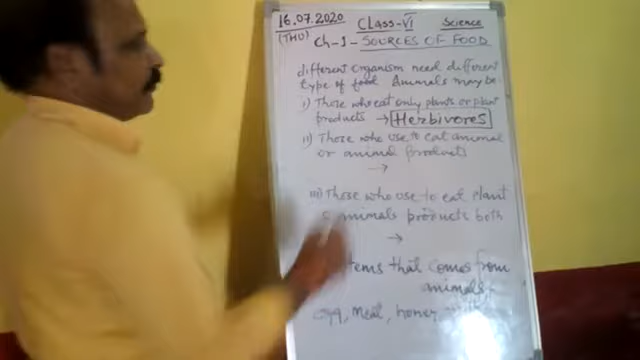 16.07.2020 CLASS-VI Science
(THU) Ch-1- SOURCES OF FOOD
different organism need different
type of food Animals may be
i) Those who eat only plants or plant
products → Herbivores
ii) Those who use to eat animal
or animal products
→
iii) Those who use to eat Plant
animals products both
→
items that comes from
animals-
egg, Meat, honey,